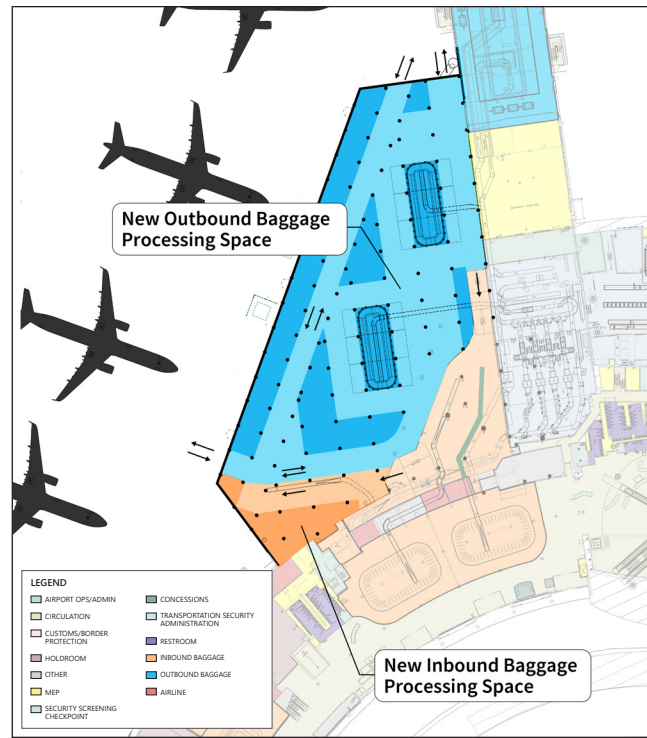 New Outbound Baggage
Processing Space
LEGEND
AIRPORT OPS/ADMIN
CIRCULATION
CUSTOMS/BORDER
PROTECTION
HOLDROOM
OTHER
MEP
SECURITY SCREENING
CHECKPOINT
CONCESSIONS
TRANSPORTATION SECURITY
ADMINISTRATION
RESTROOM
INBOUND BAGGAGE
OUTBOUND BAGGAGE
AIRLINE
New Inbound Baggage
Processing Space